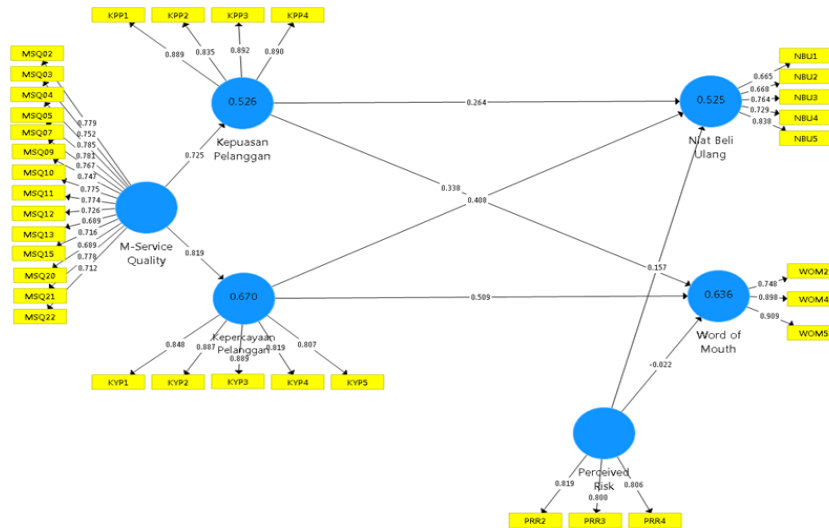 KPP1
KPP2
KPP3
KPP4
0.889
0.835
0.892
0.890
0.526
Kepuasan
Pelanggan
MSQ02
MSQ03
MSQ04
MSQ05
MSQ07
MSQ09
MSQ10
MSQ11
MSQ12
MSQ13
MSQ15
MSQ20
MSQ21
MSQ22
0.779
0.752
0.785
0.781
0.767
0.747
0.775
0.774
0.726
0.689
0.716
0.609
0.778
0.712
M-Service
Quality
0.725
0.819
0.264
0.338
0.408
0.509
0.157
-0.022
0.525
Niat Beli
Ulang
0.665
0.668
0.764
0.729
0.838
NBU1
NBU2
NBU3
NBU4
NBU5
0.670
Kepercayaan
Pelanggan
0.848
0.887
0.889
0.819
0.807
KYP1
KYP2
KYP3
KYP4
KYP5
0.636
Word of
Mouth
0.748
0.898
0.909
WOM2
WOM4
WOM5
Perceived
Risk
0.819
0.800
0.806
PRR2
PRR3
PRR4